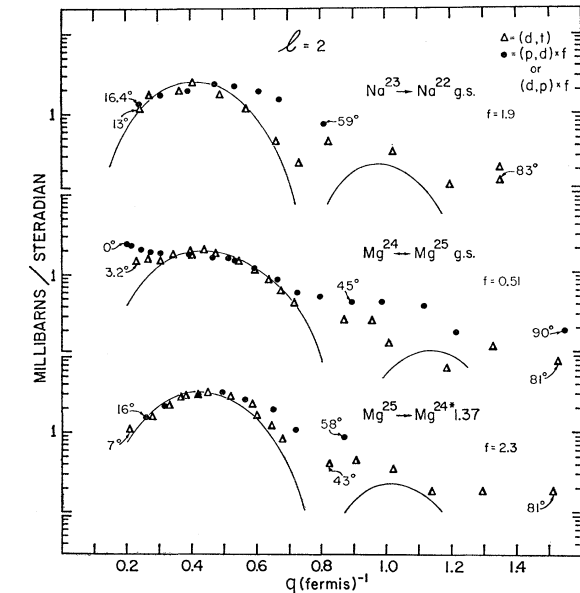 ℓ = 2
△ = (d,t)
● = (p,d) × f
or
(d,p) × f
Na²³ → Na²² g.s.
f = 1.9
16.4°
13°
59°
83°
1
Mg²⁴ ↔ Mg²⁵ g.s.
f = 0.51
0°
3.2°
45°
90°
81°
1
Mg²⁵ → Mg²⁴* 1.37
f = 2.3
16°
7°
58°
43°
81°
1
MILLIBARNS / STERADIAN
0.2 0.4 0.6 0.8 1.0 1.2 1.4
q (fermis)⁻¹